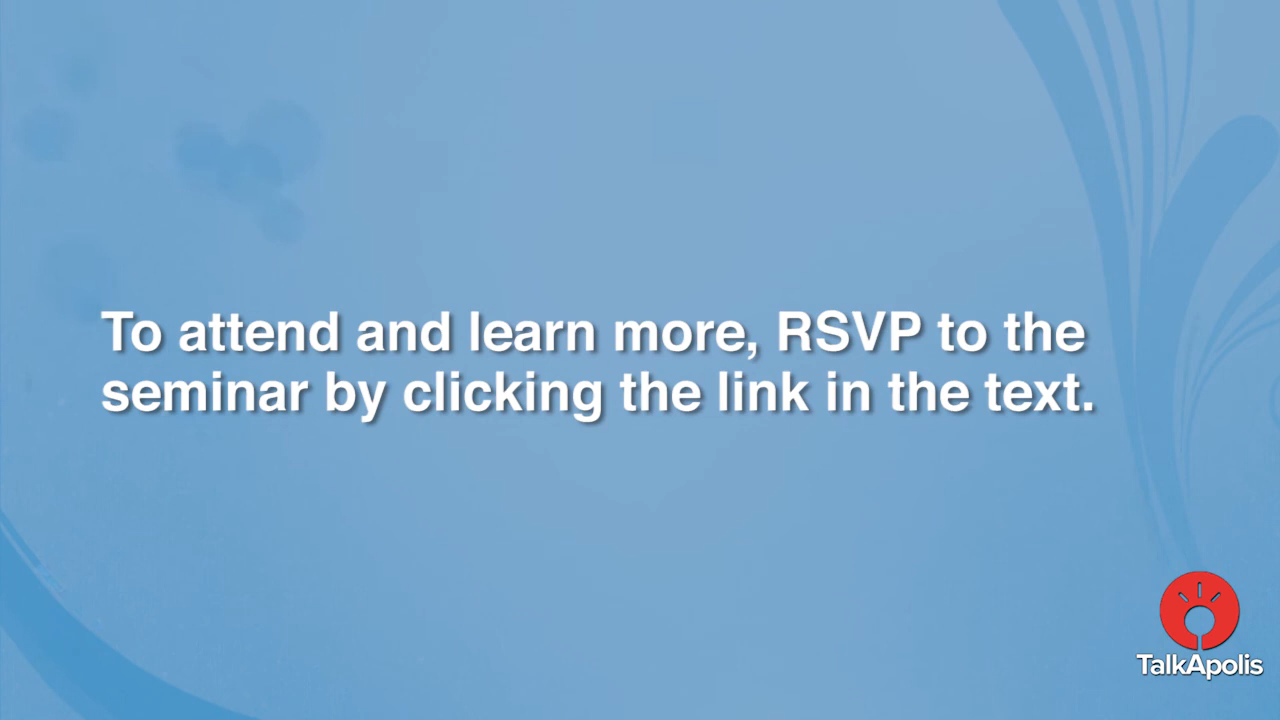 To attend and learn more, RSVP to the
seminar by clicking the link in the text.
TalkApolis